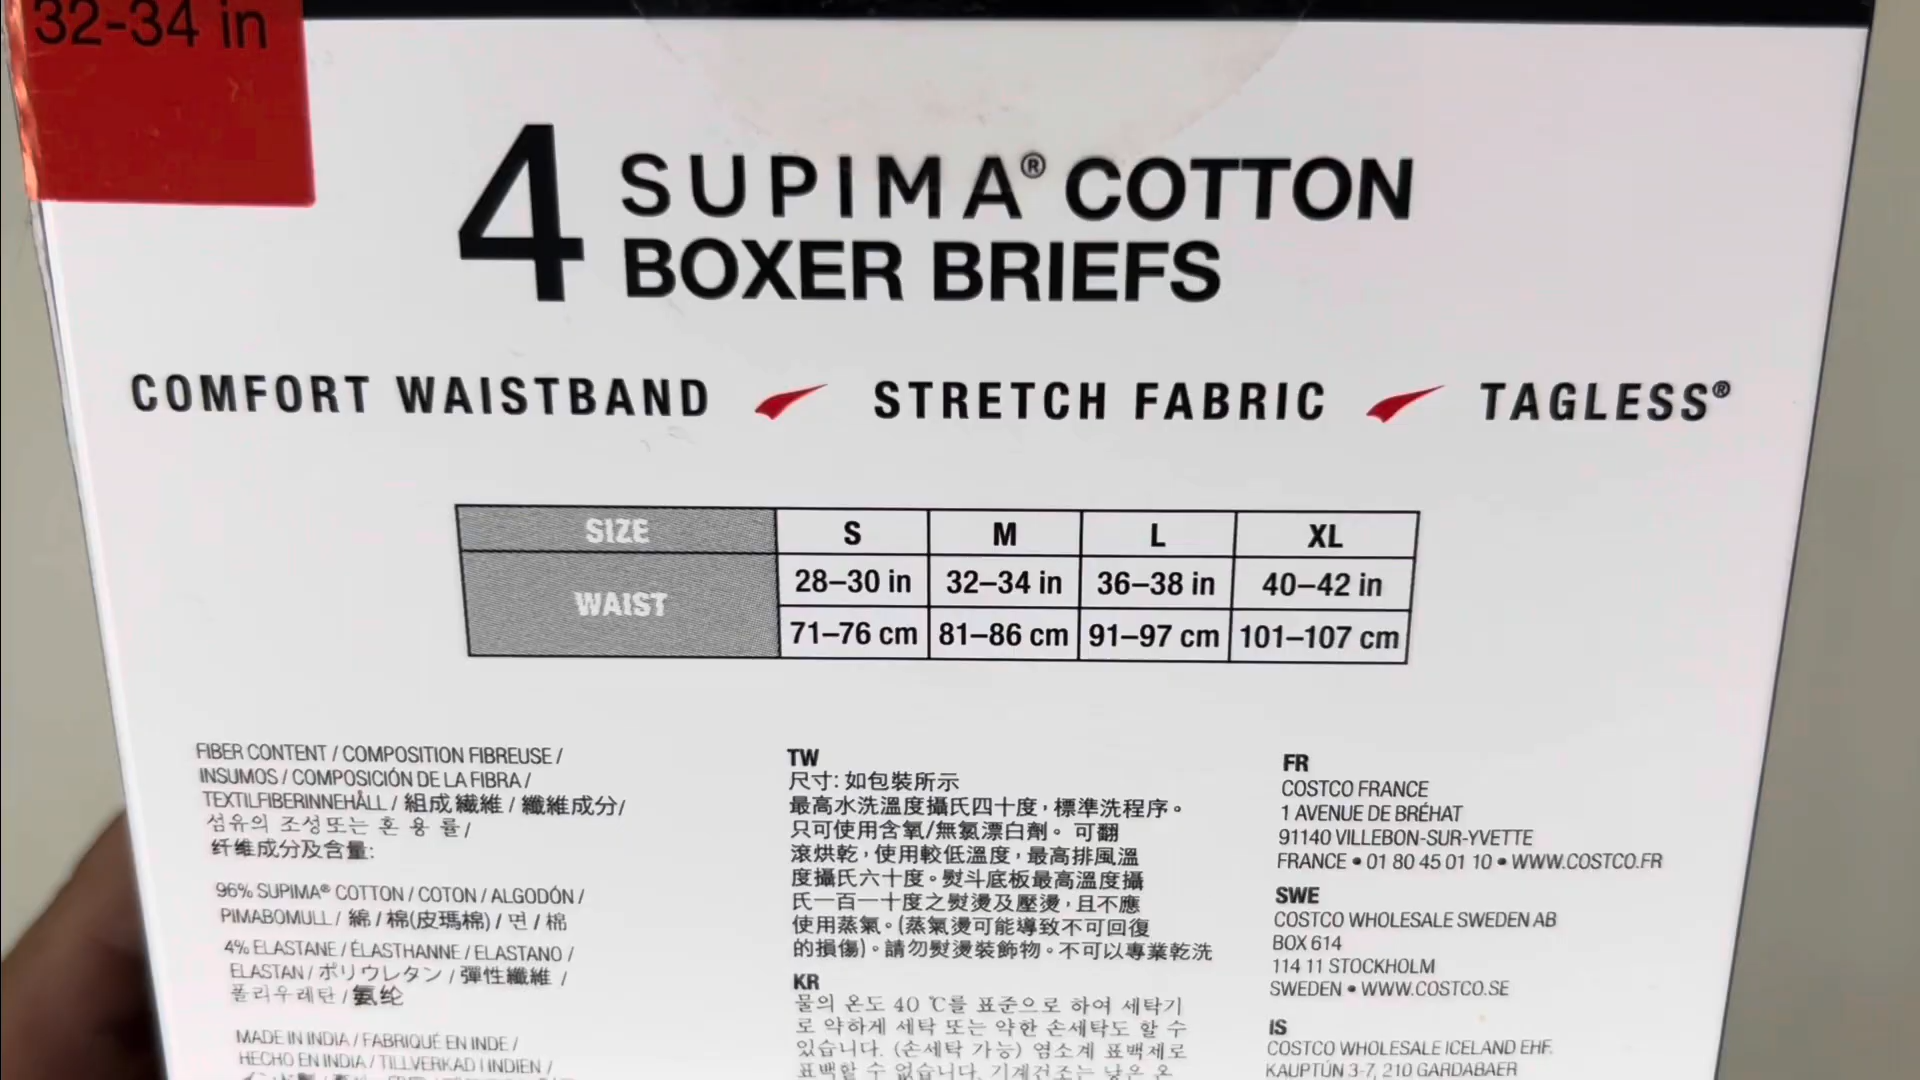 32-34 in
4 SUPIMA® COTTON
BOXER BRIEFS
COMFORT WAISTBAND STRETCH FABRIC TAGLESS®
SIZE S M L XL
WAIST 28–30 in 32–34 in 36–38 in 40–42 in
71–76 cm 81–86 cm 91–97 cm 101–107 cm
FIBER CONTENT / COMPOSITION FIBREUSE /
INSUMOS / COMPOSICIÓN DE LA FIBRA /
TEXTILFIBERINNEHÅLL / 組成繊維 / 纖維成分/
섬유의 조성또는 혼용률/
纤维成分及含量:
96% SUPIMA® COTTON / COTON / ALGODÓN /
PIMABOMULL / 綿 / 棉(皮瑪棉) / 면 / 棉
4% ELASTANE / ÉLASTHANNE / ELASTANO /
ELASTAN / ポリウレタン / 彈性纖維 /
폴리우레탄 / 氨纶
MADE IN INDIA / FABRIQUÉ EN INDE /
HECHO EN INDIA / TILLVERKAD I INDIEN /
TW
尺寸: 如包裝所示
最高水洗溫度攝氏四十度，標準洗程序。
只可使用含氧/無氯漂白劑。可翻
滾烘乾，使用較低溫度，最高排風溫
度攝氏六十度。熨斗底板最高溫度攝
氏一百一十度之熨燙及壓燙，且不應
使用蒸氣。(蒸氣燙可能導致不可回復
的損傷)。請勿熨燙裝飾物。不可以專業乾洗
KR
물의 온도 40 ℃를 표준으로 하여 세탁기
로 약하게 세탁 또는 약한 손세탁도 할 수
있습니다. (손세탁 가능) 염소계 표백제로
표백할 수 없습니다. 기계건조는 낮은 온
FR
COSTCO FRANCE
1 AVENUE DE BRÉHAT
91140 VILLEBON-SUR-YVETTE
FRANCE • 01 80 45 01 10 • WWW.COSTCO.FR
SWE
COSTCO WHOLESALE SWEDEN AB
BOX 614
114 11 STOCKHOLM
SWEDEN • WWW.COSTCO.SE
IS
COSTCO WHOLESALE ICELAND EHF.
KAUPTÚN 3-7, 210 GARDABAER